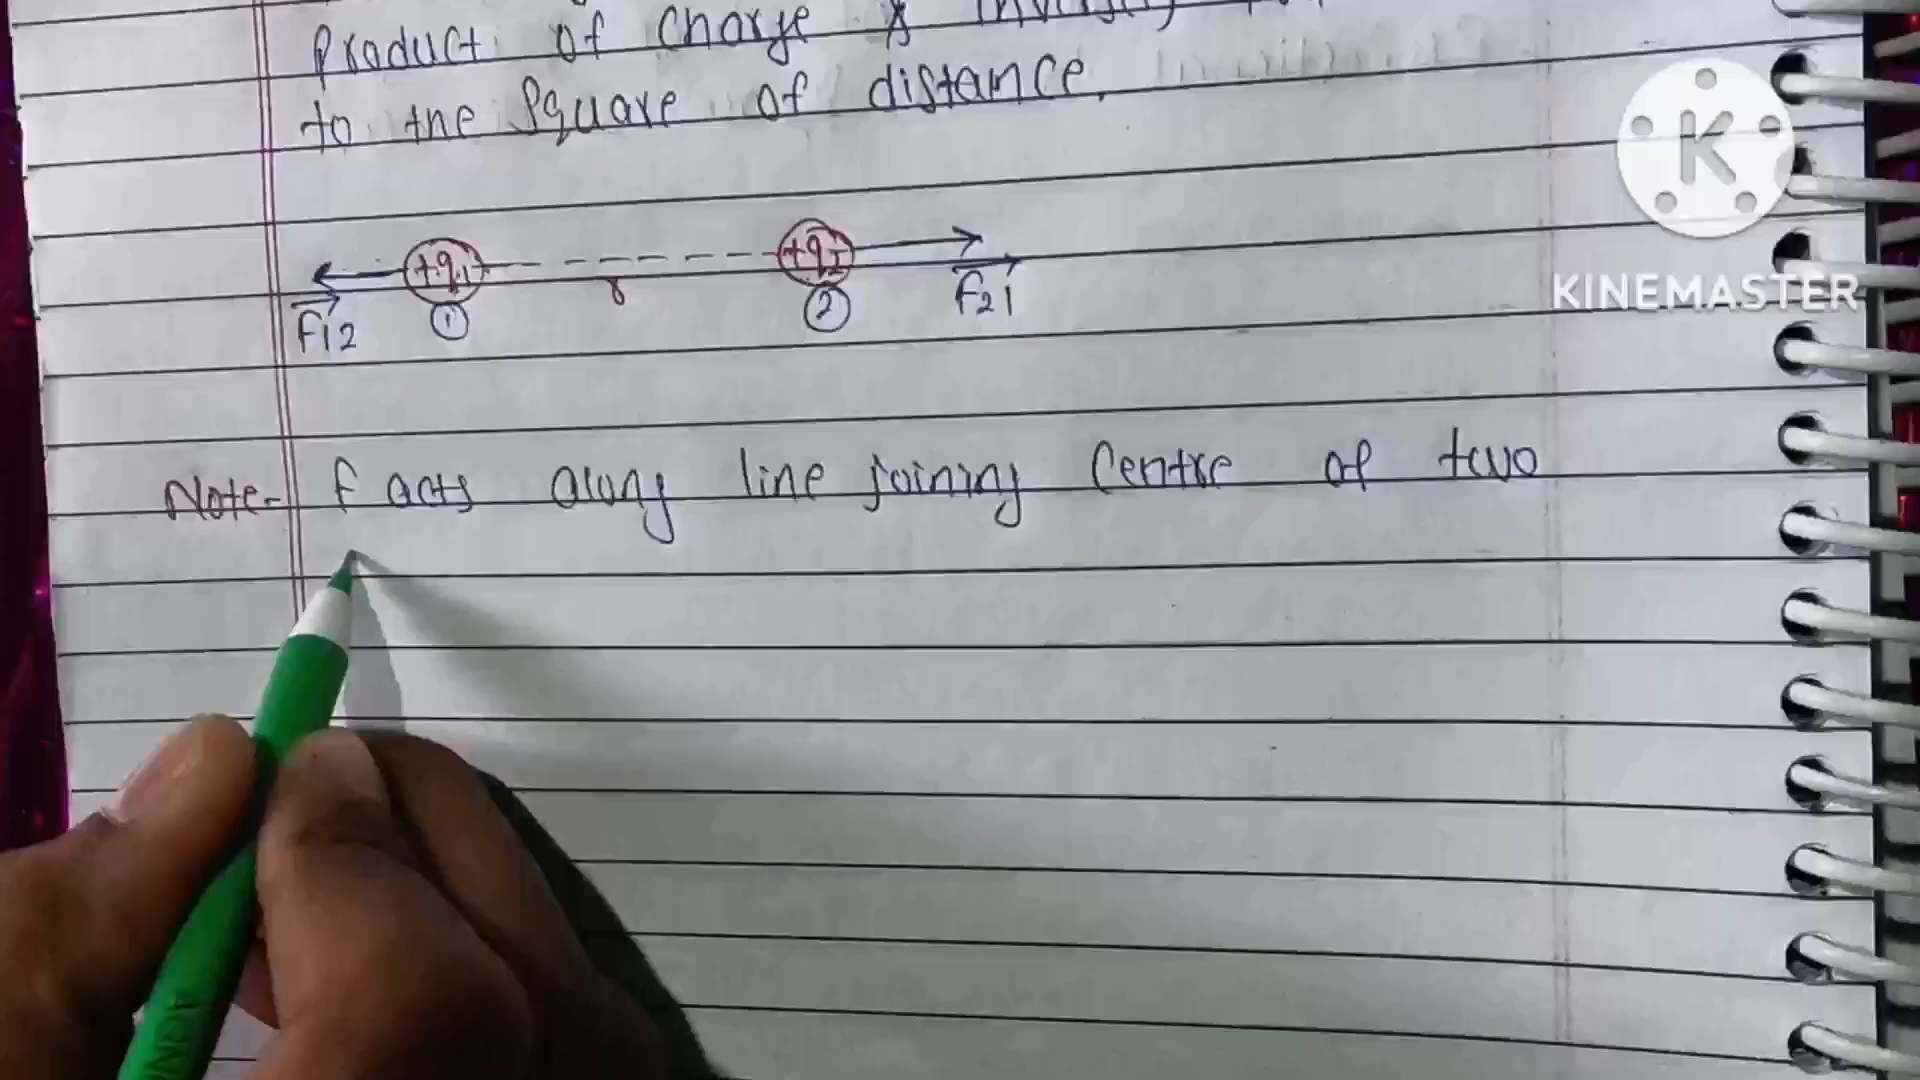 Product of charge &
to the square of distance.
+q1 r +q2
F12 1 2 F21
Note- F acts along line joining Centre of two
KINEMASTER